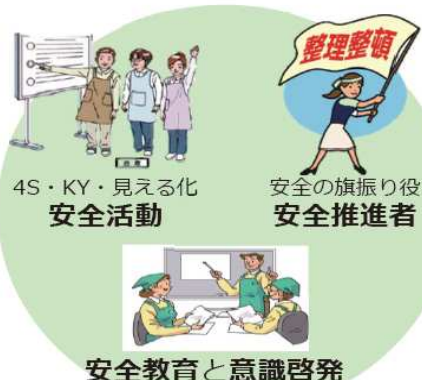 整理整頓
4S・KY・見える化
安全活動
安全の旗振り役
安全推進者
安全教育と意識啓発